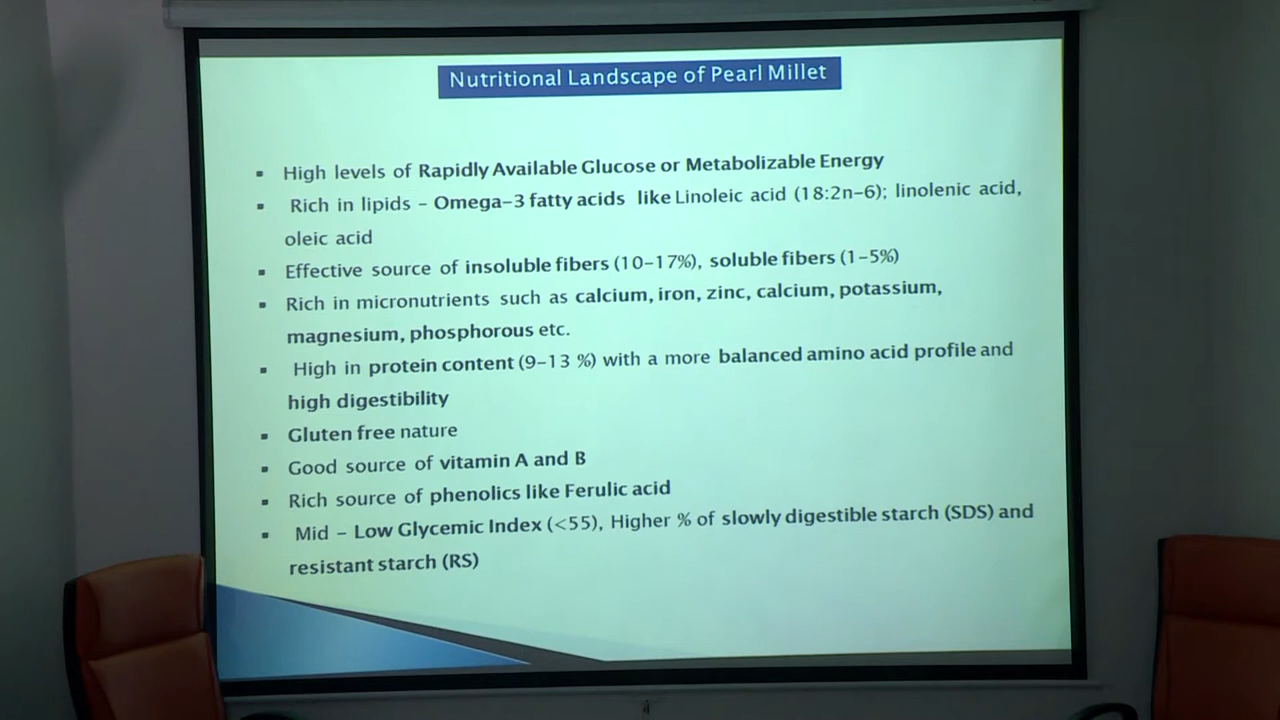 Nutritional Landscape of Pearl Millet
▪ High levels of Rapidly Available Glucose or Metabolizable Energy
▪ Rich in lipids – Omega–3 fatty acids like Linoleic acid (18:2n–6); linolenic acid,
oleic acid
▪ Effective source of insoluble fibers (10–17%), soluble fibers (1–5%)
▪ Rich in micronutrients such as calcium, iron, zinc, calcium, potassium,
magnesium, phosphorous etc.
▪ High in protein content (9–13 %) with a more balanced amino acid profile and
high digestibility
▪ Gluten free nature
▪ Good source of vitamin A and B
▪ Rich source of phenolics like Ferulic acid
▪ Mid – Low Glycemic Index (<55), Higher % of slowly digestible starch (SDS) and
resistant starch (RS)